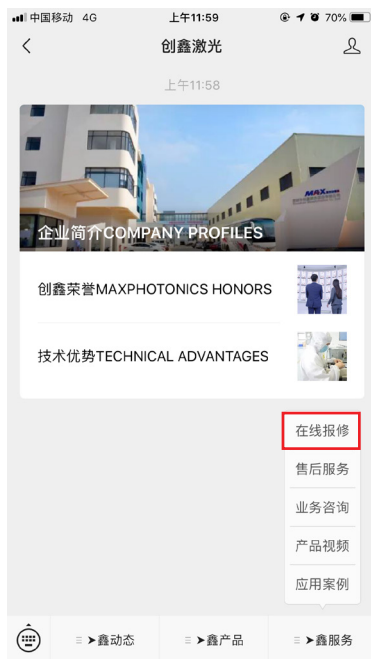 中国移动 4G 上午11:59 70%
创鑫激光
上午11:58
MAX
企业简介COMPANY PROFILES
创鑫荣誉MAXPHOTONICS HONORS
技术优势TECHNICAL ADVANTAGES
在线报修
售后服务
业务咨询
产品视频
应用案例
➤鑫动态 ➤鑫产品 ➤鑫服务